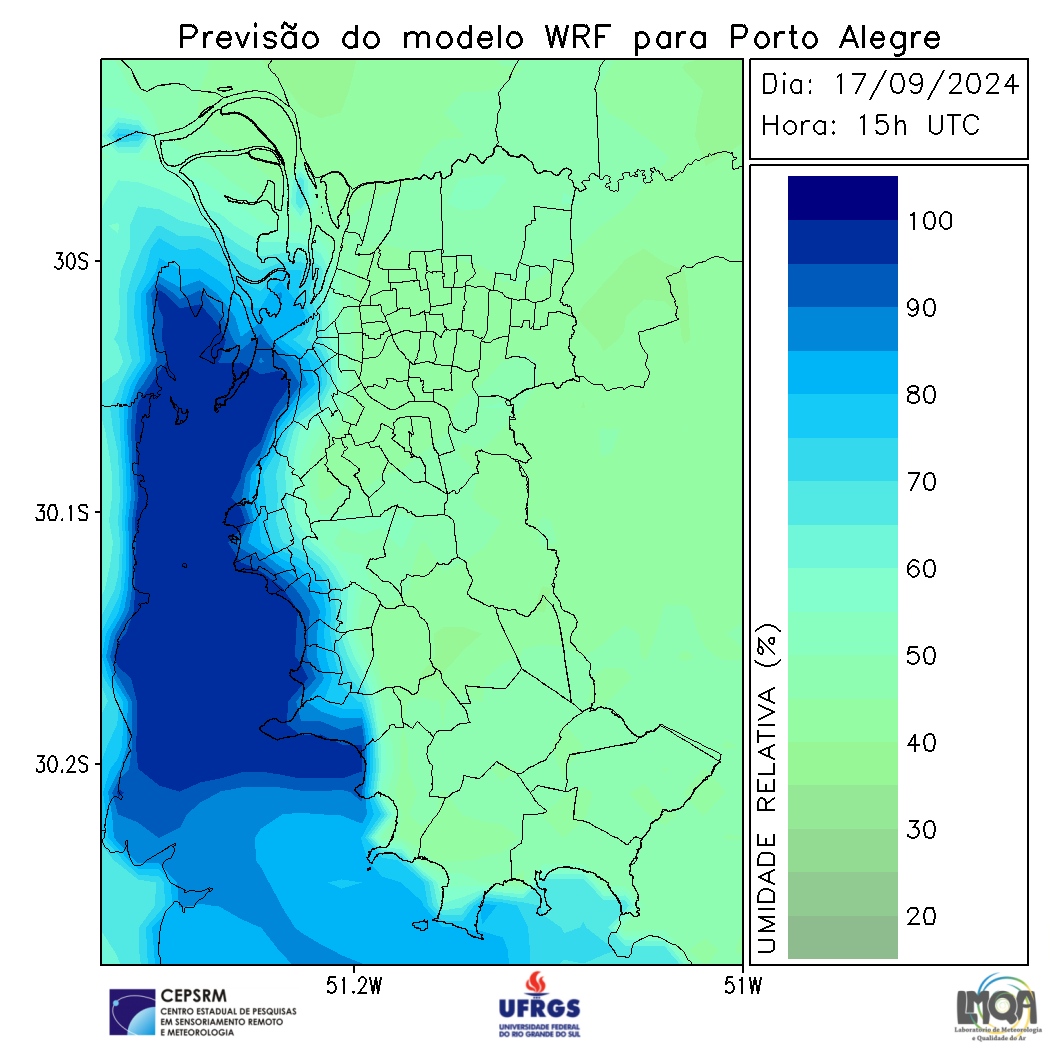 Previsão do modelo WRF para Porto Alegre
Dia: 17/09/2024
Hora: 15h UTC
30S
30.1S
30.2S
51.2W
51W
UMIDADE RELATIVA (%)
100
90
80
70
60
50
40
30
20
CEPSRM
CENTRO ESTADUAL DE PESQUISAS
EM SENSORIAMENTO REMOTO
E METEOROLOGIA
UFRGS
UNIVERSIDADE FEDERAL
DO RIO GRANDE DO SUL
LMQA
Laboratório de Meteorologia
e Qualidade do Ar